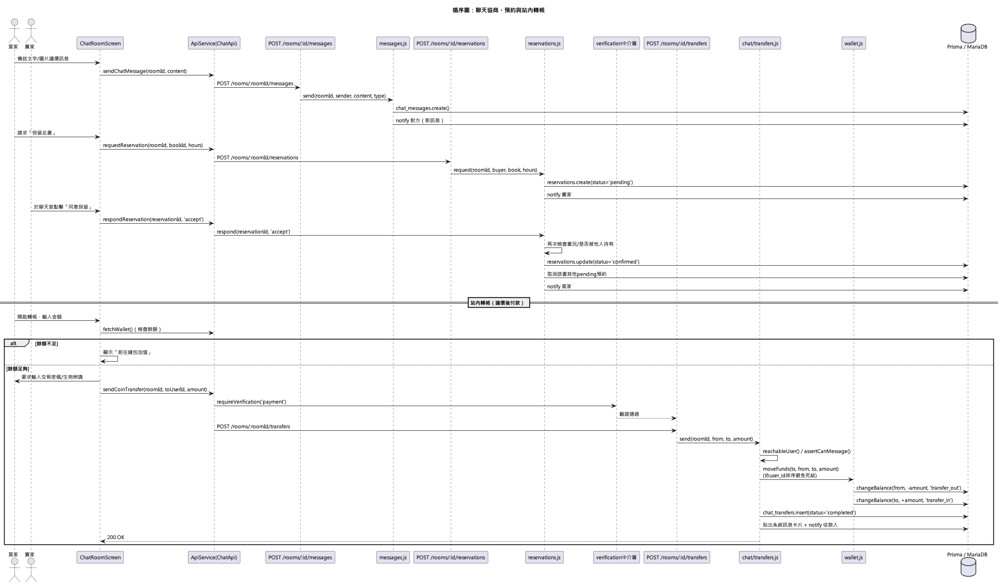 循序圖：聊天協商、預約與站內轉帳
買家
賣家
ChatRoomScreen
ApiService(ChatApi)
POST /rooms/:id/messages
messages.js
POST /rooms/:id/reservations
reservations.js
verification中介層
POST /rooms/:id/transfers
chat/transfers.js
wallet.js
Prisma / MariaDB
傳送文字/圖片議價訊息
sendChatMessage(roomId, content)
POST /rooms/:roomId/messages
send(roomId, sender, content, type)
chat_messages.create()
notify 對方（新訊息）
請求「保留此書」
requestReservation(roomId, bookId, hours)
POST /rooms/:roomId/reservations
request(roomId, buyer, book, hours)
reservations.create(status='pending')
notify 賣家
於聊天室點擊「同意保留」
respondReservation(reservationId, 'accept')
respond(reservationId, 'accept')
再次檢查書況/是否被他人持有
reservations.update(status='confirmed')
取消該書其他pending預約
notify 買家
站內轉帳（議價後付款）
開啟轉帳，輸入金額
fetchWallet()（檢查餘額）
alt
[餘額不足]
顯示「前往錢包加值」
[餘額足夠]
要求輸入交易密碼/生物辨識
sendCoinTransfer(roomId, toUserId, amount)
requireVerification('payment')
驗證通過
POST /rooms/:roomId/transfers
send(roomId, from, to, amount)
reachableUser() / assertCanMessage()
moveFunds(tx, from, to, amount)
(依user_id排序避免死結)
changeBalance(from, -amount, 'transfer_out')
changeBalance(to, +amount, 'transfer_in')
chat_transfers.insert(status='completed')
貼出系統訊息卡片 + notify 收款人
200 OK
買家
賣家
ChatRoomScreen
ApiService(ChatApi)
POST /rooms/:id/messages
messages.js
POST /rooms/:id/reservations
reservations.js
verification中介層
POST /rooms/:id/transfers
chat/transfers.js
wallet.js
Prisma / MariaDB